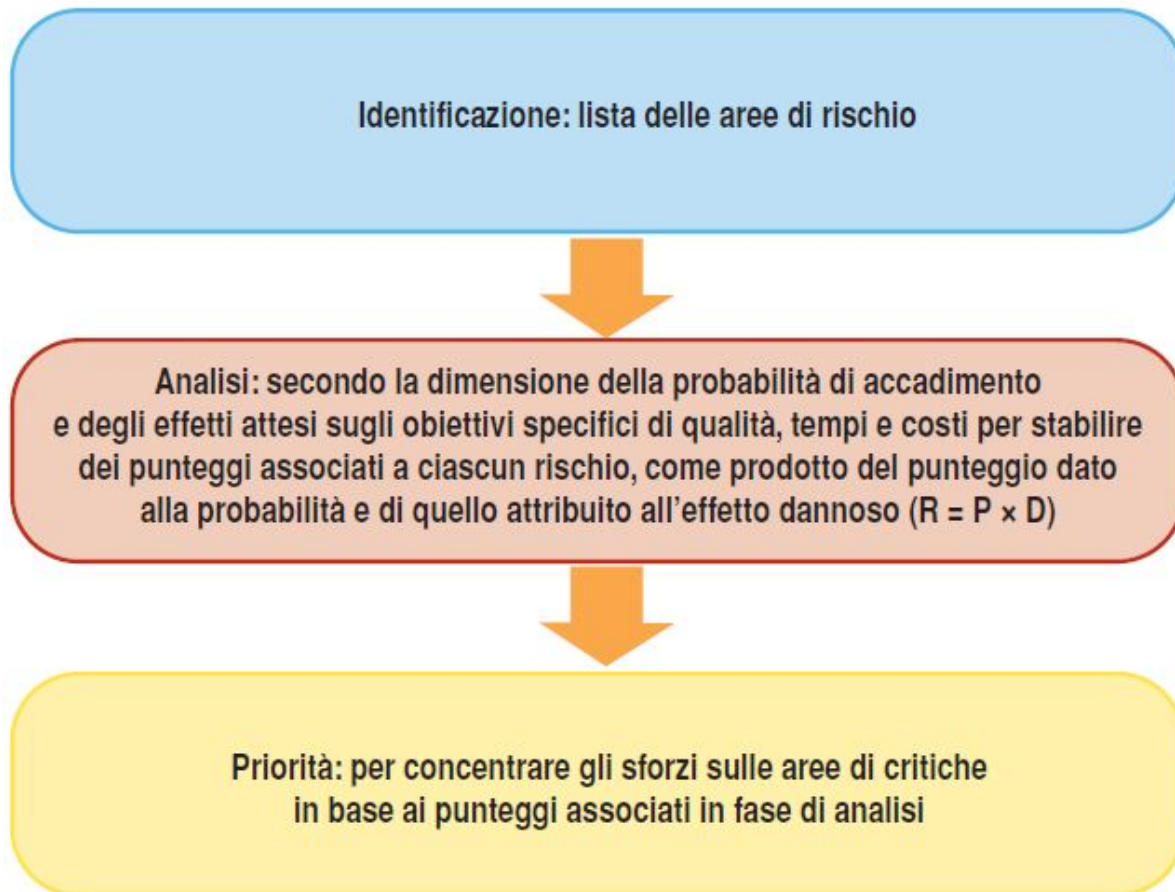 Identificazione: lista delle aree di rischio
Analisi: secondo la dimensione della probabilità di accadimento
e degli effetti attesi sugli obiettivi specifici di qualità, tempi e costi per stabilire
dei punteggi associati a ciascun rischio, come prodotto del punteggio dato
alla probabilità e di quello attribuito all'effetto dannoso (R = P × D)
Priorità: per concentrare gli sforzi sulle aree di critiche
in base ai punteggi associati in fase di analisi